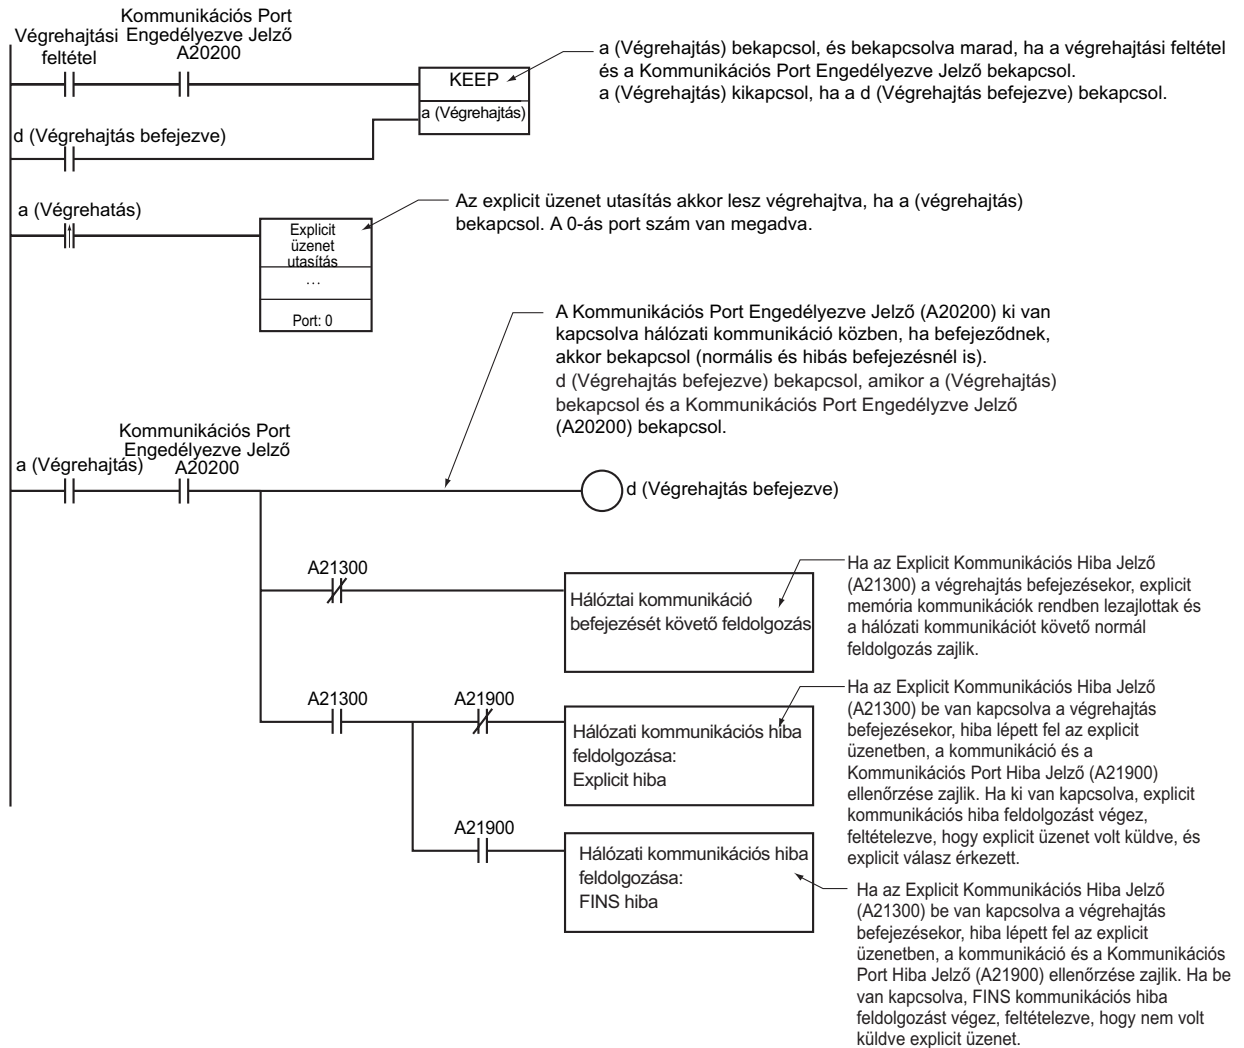 Kommunikációs Port
Végrehajtási Engedélyezve Jelző
feltétel A20200
KEEP
a (Végrehajtás)
a (Végrehajtás) bekapcsol, és bekapcsolva marad, ha a végrehajtási feltétel
és a Kommunikációs Port Engedélyezve Jelző bekapcsol.
a (Végrehajtás) kikapcsol, ha a d (Végrehajtás befejezve) bekapcsol.
d (Végrehajtás befejezve)
a (Végrehatás)
Explicit
üzenet
utasítás
...
Port: 0
Az explicit üzenet utasítás akkor lesz végrehajtva, ha a (végrehajtás)
bekapcsol. A 0-ás port szám van megadva.
A Kommunikációs Port Engedélyezve Jelző (A20200) ki van
kapcsolva hálózati kommunikáció közben, ha befejeződnek,
akkor bekapcsol (normális és hibás befejezésnél is).
d (Végrehajtás befejezve) bekapcsol, amikor a (Végrehajtás)
bekapcsol és a Kommunikációs Port Engedélyzve Jelző
(A20200) bekapcsol.
Kommunikációs Port
Engedélyezve Jelző
a (Végrehajtás) A20200
d (Végrehajtás befejezve)
A21300
Hálóztai kommunikáció
befejezését követő feldolgozás
Ha az Explicit Kommunikációs Hiba Jelző
(A21300) a végrehajtás befejezésekor, explicit
memória kommunikációk rendben lezajlottak és
a hálózati kommunikációt követő normál
feldolgozás zajlik.
A21300
A21900
Hálózati kommunikációs hiba
feldolgozása:
Explicit hiba
Ha az Explicit Kommunikációs Hiba Jelző
(A21300) be van kapcsolva a végrehajtás
befejezésekor, hiba lépett fel az explicit
üzenetben, a kommunikáció és a
Kommunikációs Port Hiba Jelző (A21900)
ellenőrzése zajlik. Ha ki van kapcsolva, explicit
kommunikációs hiba feldolgozást végez,
feltételezve, hogy explicit üzenet volt küldve, és
explicit válasz érkezett.
A21900
Hálózati kommunikációs hiba
feldolgozása:
FINS hiba
Ha az Explicit Kommunikációs Hiba Jelző
(A21300) be van kapcsolva a végrehajtás
befejezésekor, hiba lépett fel az explicit
üzenetben, a kommunikáció és a Kommunikációs
Port Hiba Jelző (A21900) ellenőrzése zajlik. Ha be
van kapcsolva, FINS kommunikációs hiba
feldolgozást végez, feltételezve, hogy nem volt
küldve explicit üzenet.